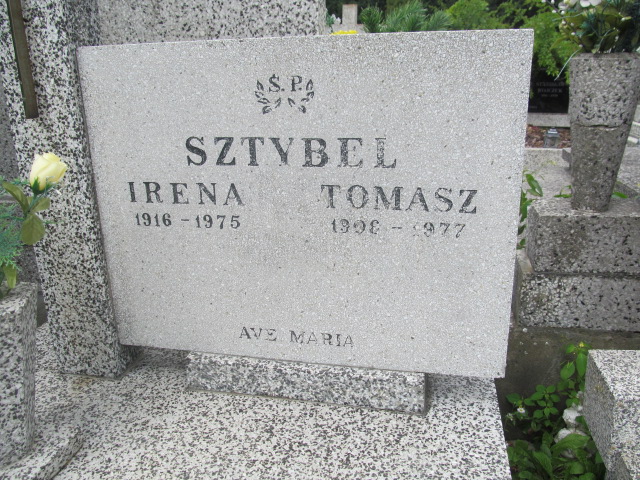 Ś.P.
SZTYBEL
IRENA TOMASZ
1916 - 1975 1908 - 1977
AVE MARIA